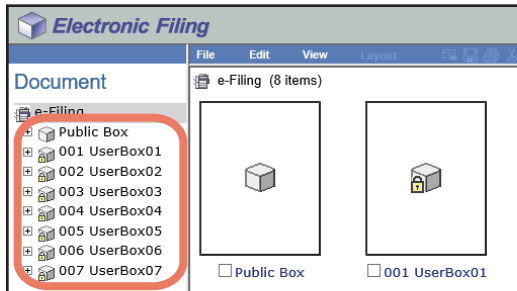 Electronic Filing
File Edit View Layout
Document
e-Filing (8 items)
e-Filing
Public Box
001 UserBox01
002 UserBox02
003 UserBox03
004 UserBox04
005 UserBox05
006 UserBox06
007 UserBox07
Public Box
001 UserBox01